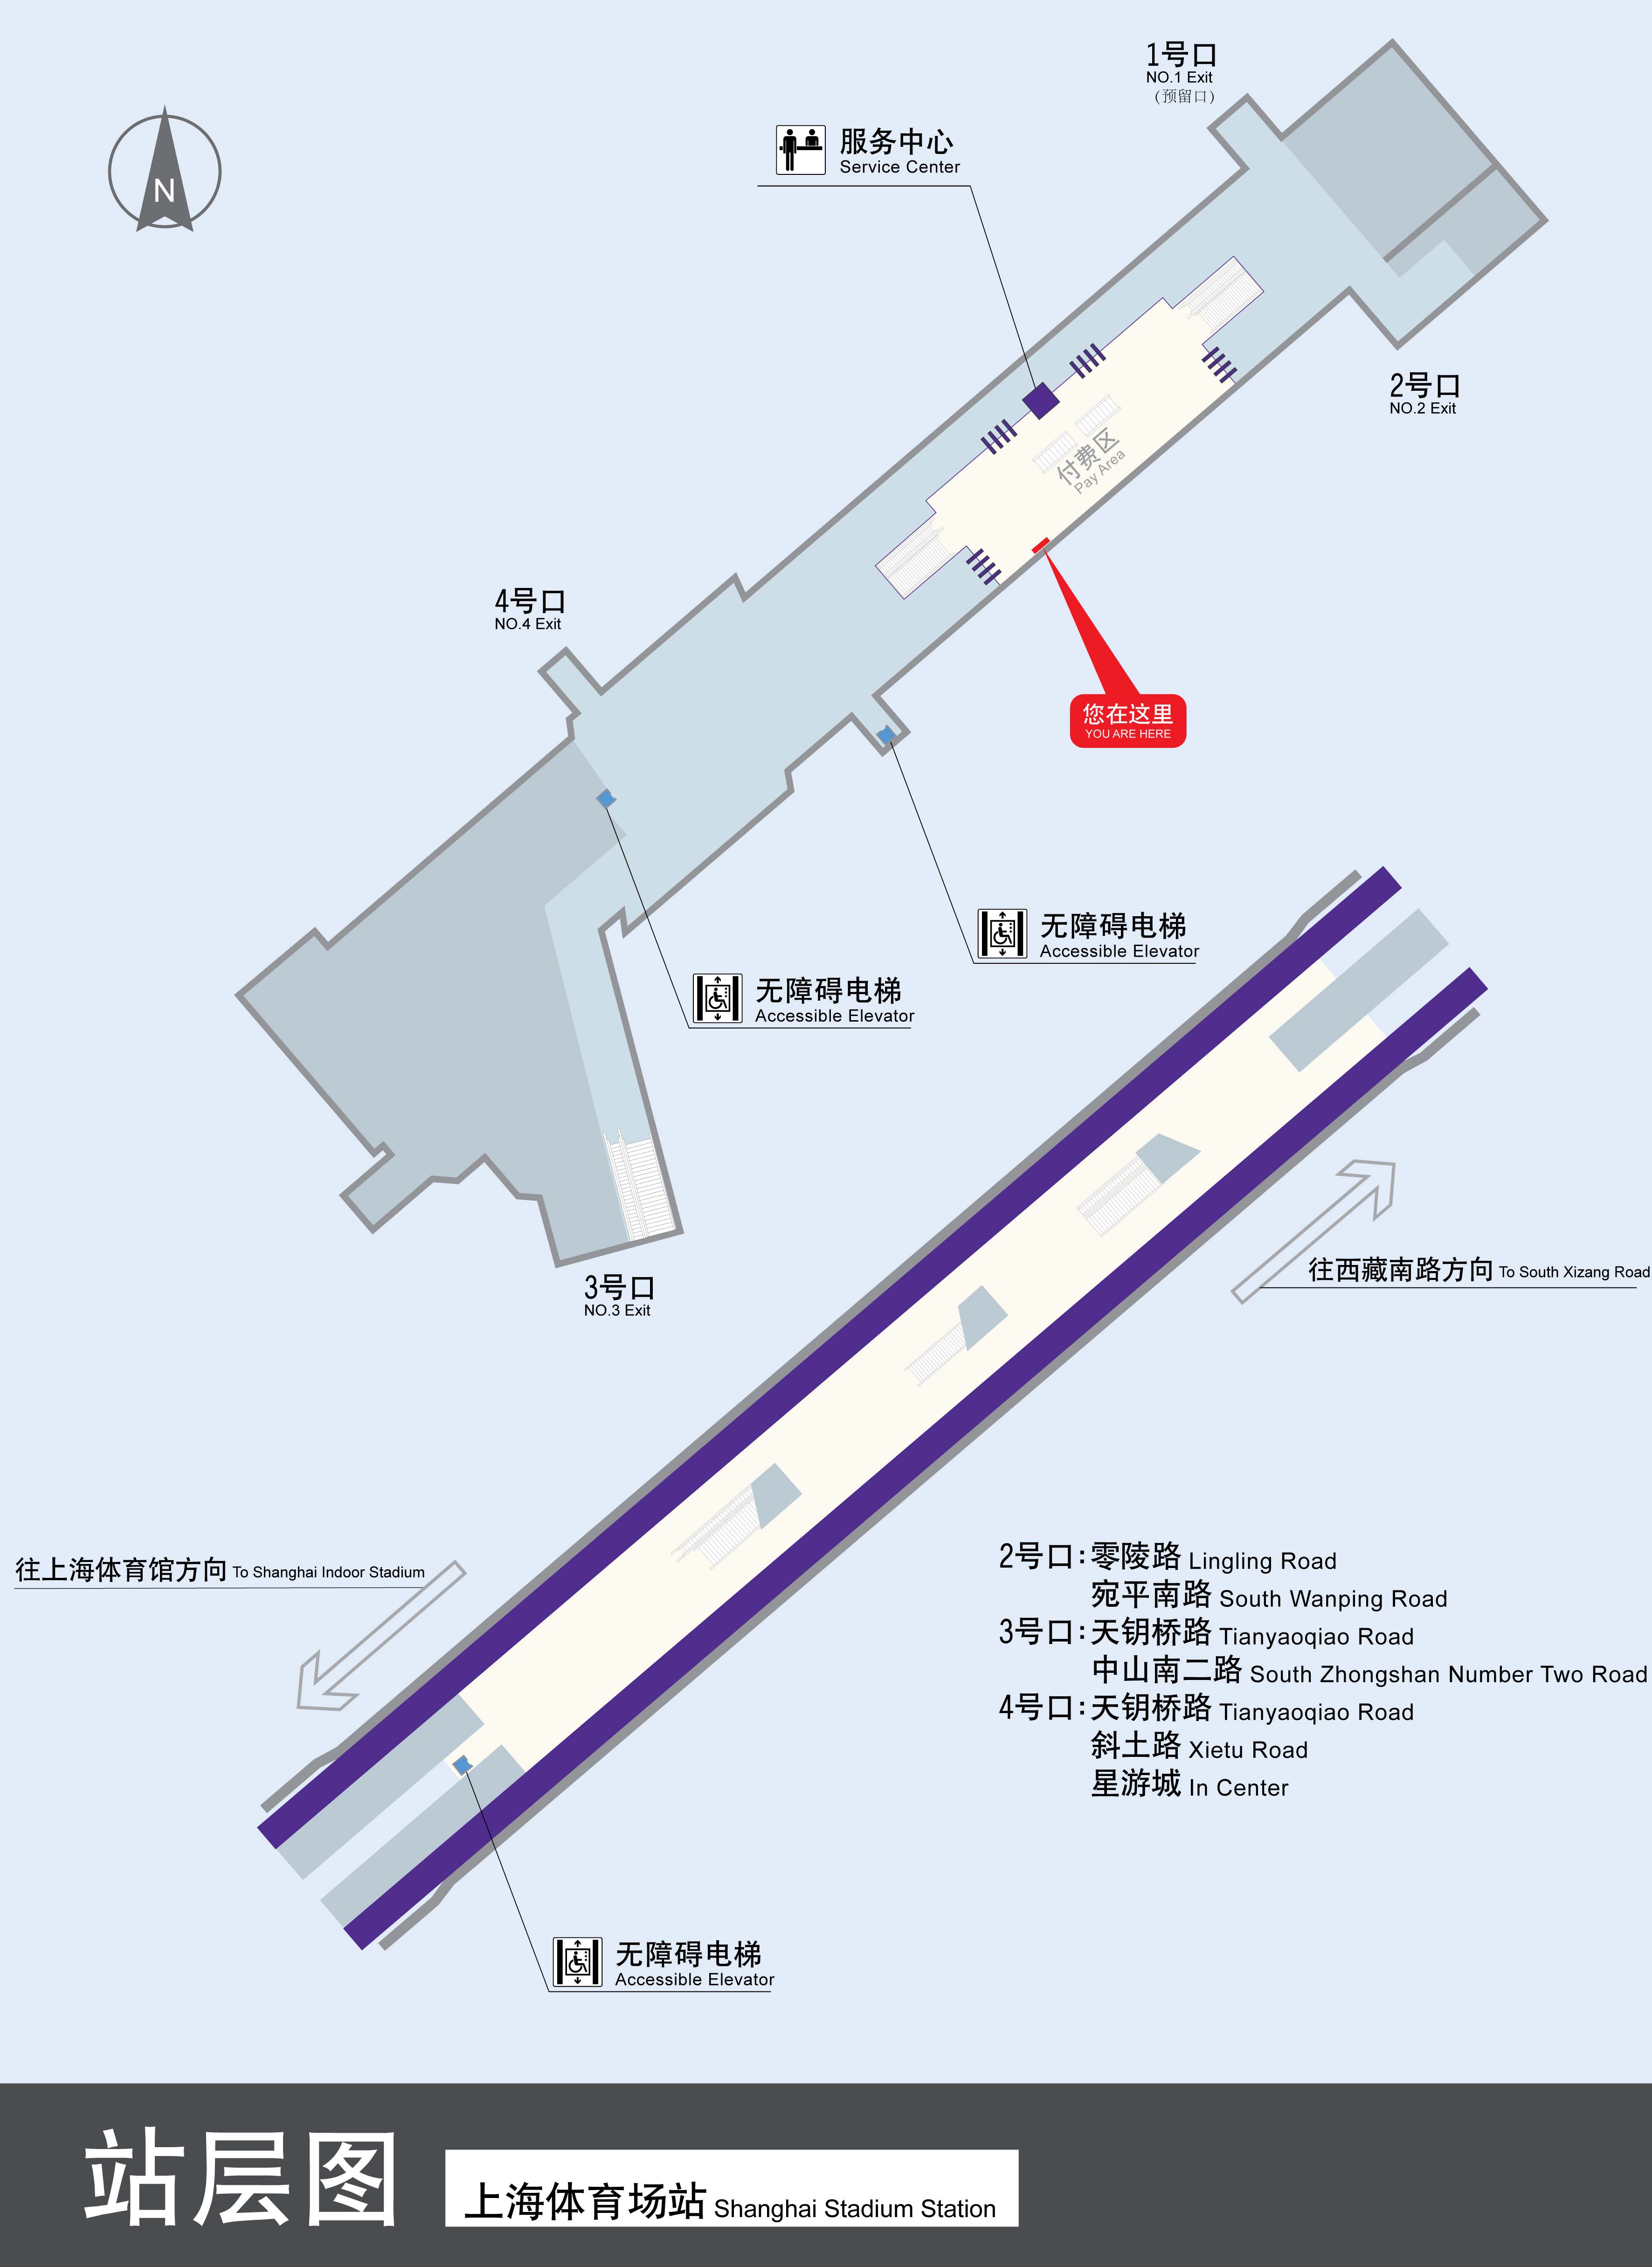 1号口
NO.1 Exit
(预留口)
N
服务中心
Service Center
2号口
NO.2 Exit
付费区
Pay Area
4号口
NO.4 Exit
您在这里
YOU ARE HERE
无障碍电梯
Accessible Elevator
无障碍电梯
Accessible Elevator
3号口
NO.3 Exit
往西藏南路方向 To South Xizang Road
往上海体育馆方向 To Shanghai Indoor Stadium
2号口:零陵路 Lingling Road
宛平南路 South Wanping Road
3号口:天钥桥路 Tianyaoqiao Road
中山南二路 South Zhongshan Number Two Road
4号口:天钥桥路 Tianyaoqiao Road
斜土路 Xietu Road
星游城 In Center
无障碍电梯
Accessible Elevator
站层图
上海体育场站 Shanghai Stadium Station